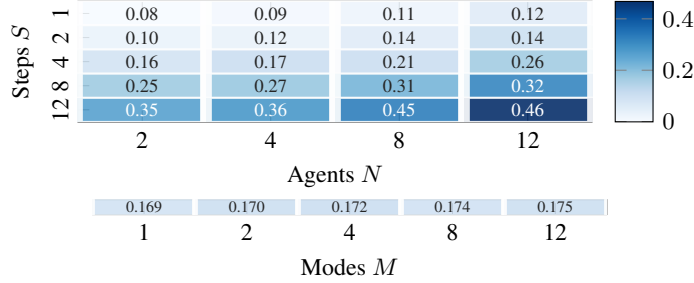 Steps S
1 0.08 0.09 0.11 0.12
2 0.10 0.12 0.14 0.14
4 0.16 0.17 0.21 0.26
8 0.25 0.27 0.31 0.32
12 0.35 0.36 0.45 0.46
2 4 8 12
Agents N
0.4
0.2
0
0.169 0.170 0.172 0.174 0.175
1 2 4 8 12
Modes M